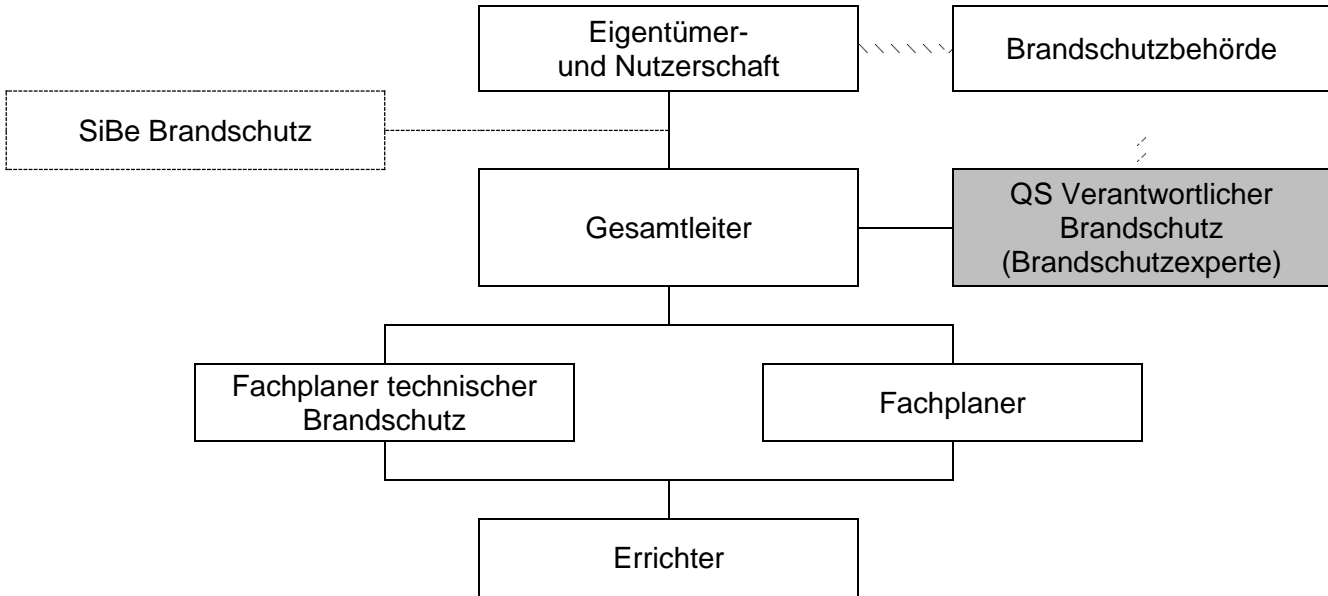 Eigentümer-
und Nutzerschaft
Brandschutzbehörde
SiBe Brandschutz
Gesamtleiter
QS Verantwortlicher
Brandschutz
(Brandschutzexperte)
Fachplaner technischer
Brandschutz
Fachplaner
Errichter